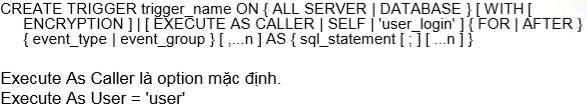 CREATE TRIGGER trigger_name ON { ALL SERVER | DATABASE } [ WITH [
ENCRYPTION ] | [ EXECUTE AS CALLER | SELF | 'user_login' ] { FOR | AFTER }
{ event_type | event_group } [ ,...n ] AS { sql_statement [ ; ] [ ...n ] }
Execute As Caller là option mặc định.
Execute As User = 'user'